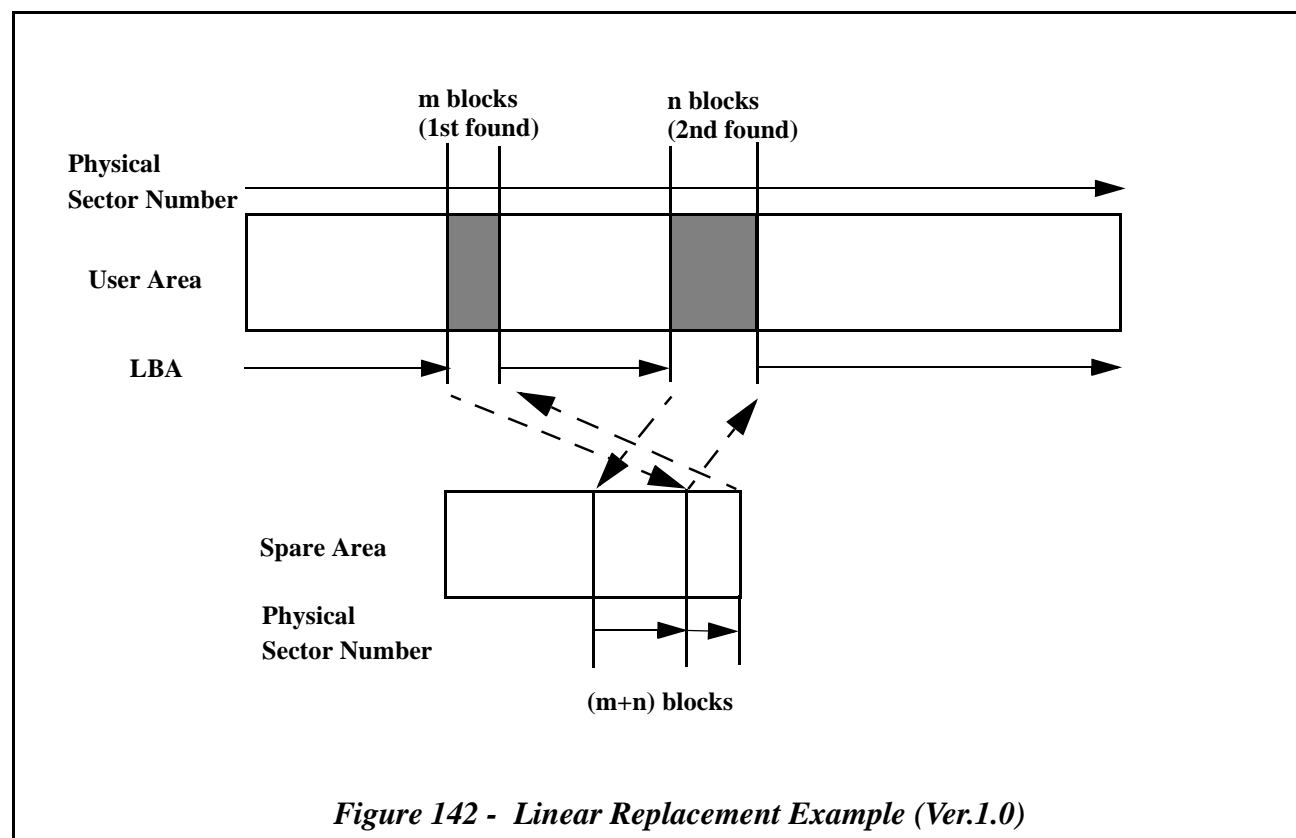 m blocks
(1st found)
n blocks
(2nd found)
Physical
Sector Number
User Area
LBA
Spare Area
Physical
Sector Number
(m+n) blocks
Figure 142 - Linear Replacement Example (Ver.1.0)